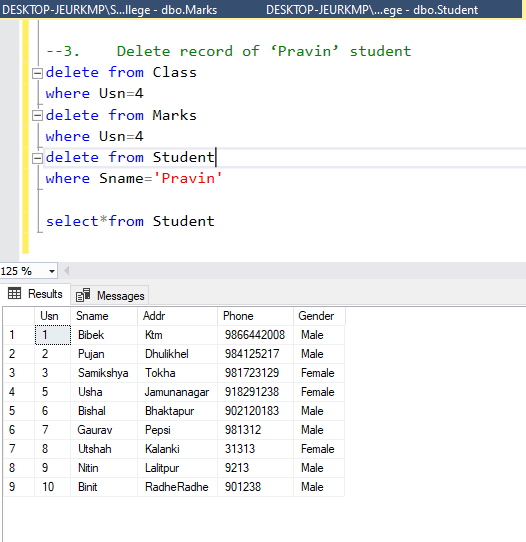 DESKTOP-JEURKMP\S...llege - dbo.Marks DESKTOP-JEURKMP\...ege - dbo.Student
--3. Delete record of ‘Pravin’ student
delete from Class
where Usn=4
delete from Marks
where Usn=4
delete from Student
where Sname='Pravin'
select*from Student
125 %
Results Messages
Usn Sname Addr Phone Gender
1 1 Bibek Ktm 9866442008 Male
2 2 Pujan Dhulikhel 984125217 Male
3 3 Samikshya Tokha 981723129 Female
4 5 Usha Jamunanagar 918291238 Female
5 6 Bishal Bhaktapur 902120183 Male
6 7 Gaurav Pepsi 981312 Male
7 8 Utshah Kalanki 31313 Female
8 9 Nitin Lalitpur 9213 Male
9 10 Binit RadheRadhe 901238 Male